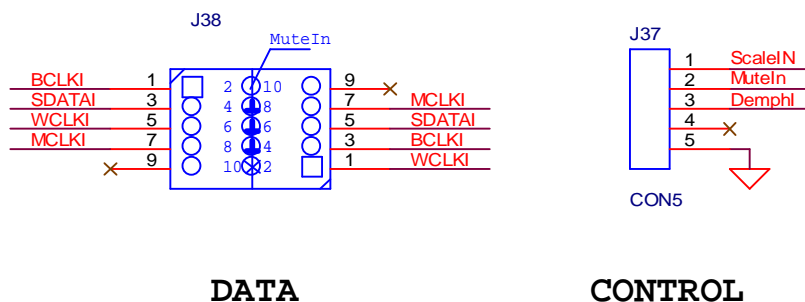 J38
MuteIn
BCLKI 1 2 10 9
SDATAI 3 4 8 7 MCLKI
WCLKI 5 6 6 5 SDATAI
MCLKI 7 8 4 3 BCLKI
9 10 2 1 WCLKI
DATA
J37
1 ScaleIN
2 MuteIn
3 DemphI
4
5
CON5
CONTROL